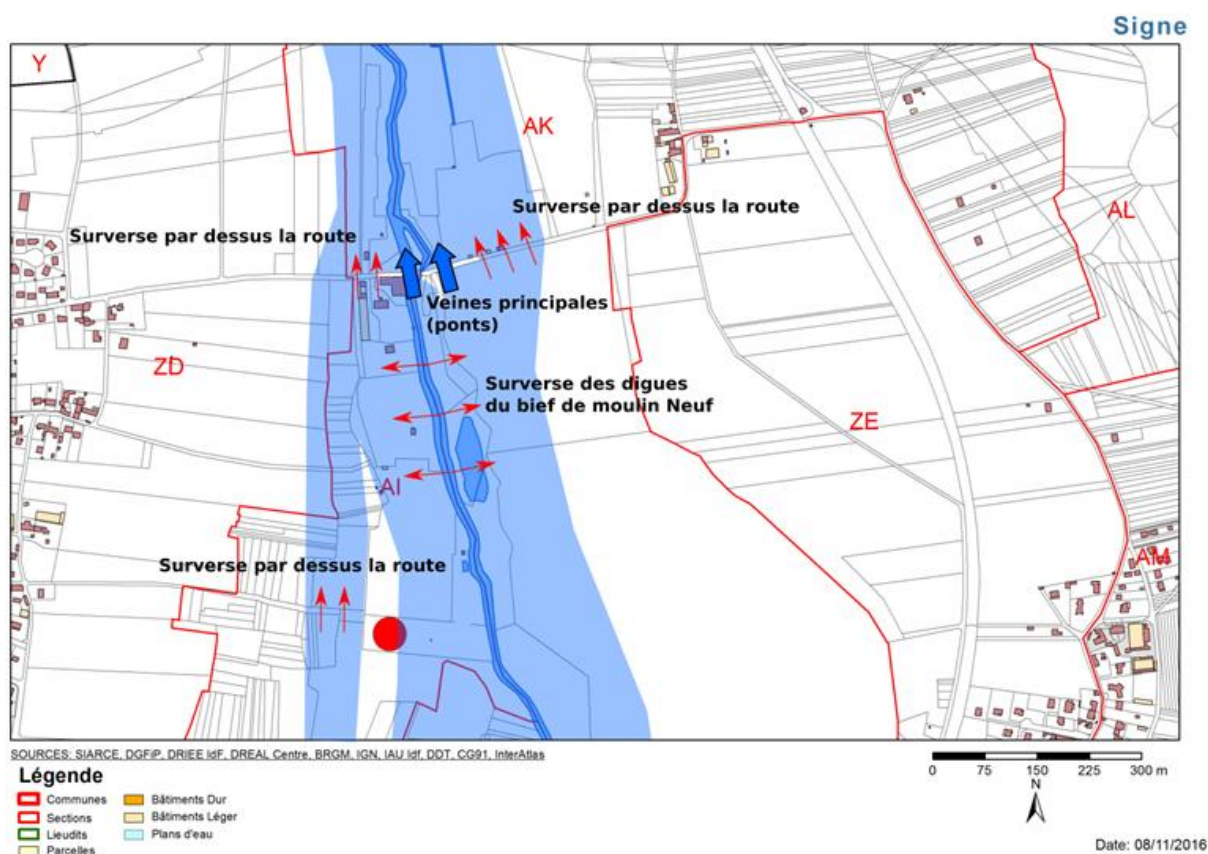 Signe
Y
AK
AL
Surverse par dessus la route
Surverse par dessus la route
Veines principales
(ponts)
ZD
Surverse des digues
du bief de moulin Neuf
ZE
AI
Surverse par dessus la route
AM
SOURCES: SIARCE, DGFiP, DRIEE IdF, DREAL Centre, BRGM, IGN, IAU Idf, DDT, CG91, InterAtlas
0 75 150 225 300 m
N
Légende
Communes
Sections
Lieudits
Parcelles
Bâtiments Dur
Bâtiments Léger
Plans d'eau
Date: 08/11/2016